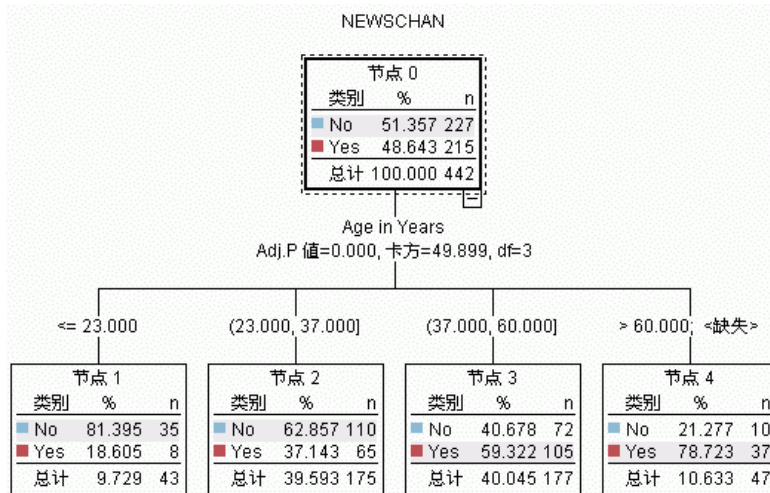 NEWSCHAN
节点 0
类别 % n
No 51.357 227
Yes 48.643 215
总计 100.000 442
Age in Years
Adj.P 值=0.000, 卡方=49.899, df=3
<= 23.000
(23.000, 37.000]
(37.000, 60.000]
> 60.000; <缺失>
节点 1
类别 % n
No 81.395 35
Yes 18.605 8
总计 9.729 43
节点 2
类别 % n
No 62.857 110
Yes 37.143 65
总计 39.593 175
节点 3
类别 % n
No 40.678 72
Yes 59.322 105
总计 40.045 177
节点 4
类别 % n
No 21.277 10
Yes 78.723 37
总计 10.633 47